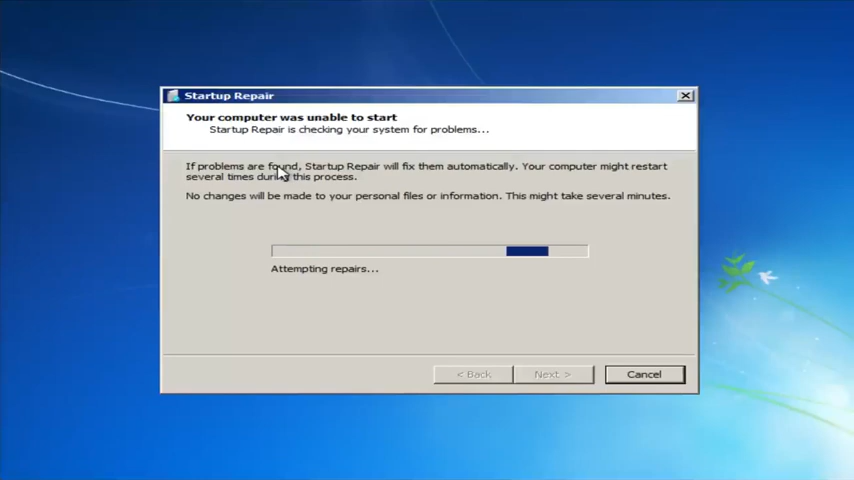 Startup Repair
Your computer was unable to start
Startup Repair is checking your system for problems...
If problems are found, Startup Repair will fix them automatically. Your computer might restart
several times during this process.
No changes will be made to your personal files or information. This might take several minutes.
Attempting repairs...
< Back
Next >
Cancel